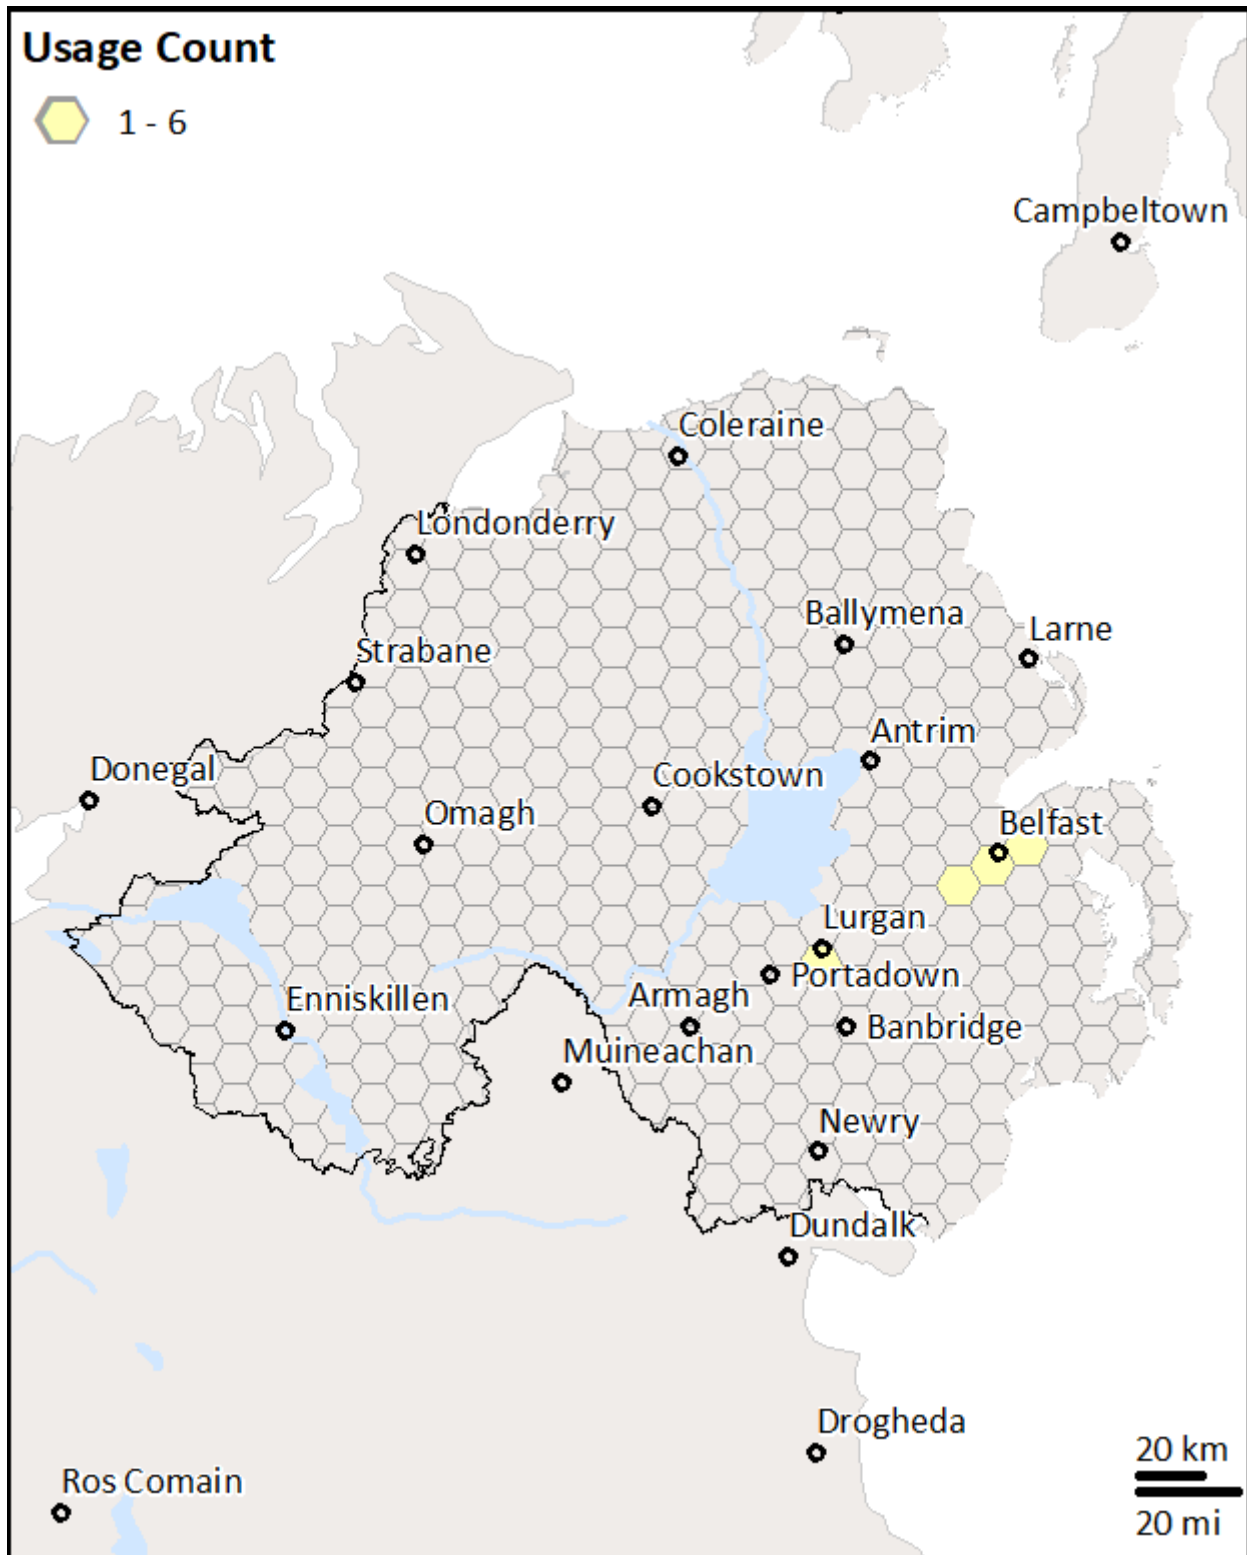 Usage Count
1 - 6
Campbeltown
Coleraine
Londonderry
Ballymena
Larne
Strabane
Antrim
Donegal
Cookstown
Omagh
Belfast
Lurgan
Portadown
Enniskillen
Armagh
Banbridge
Muineachan
Newry
Dundalk
Drogheda
20 km
Ros Comain
20 mi